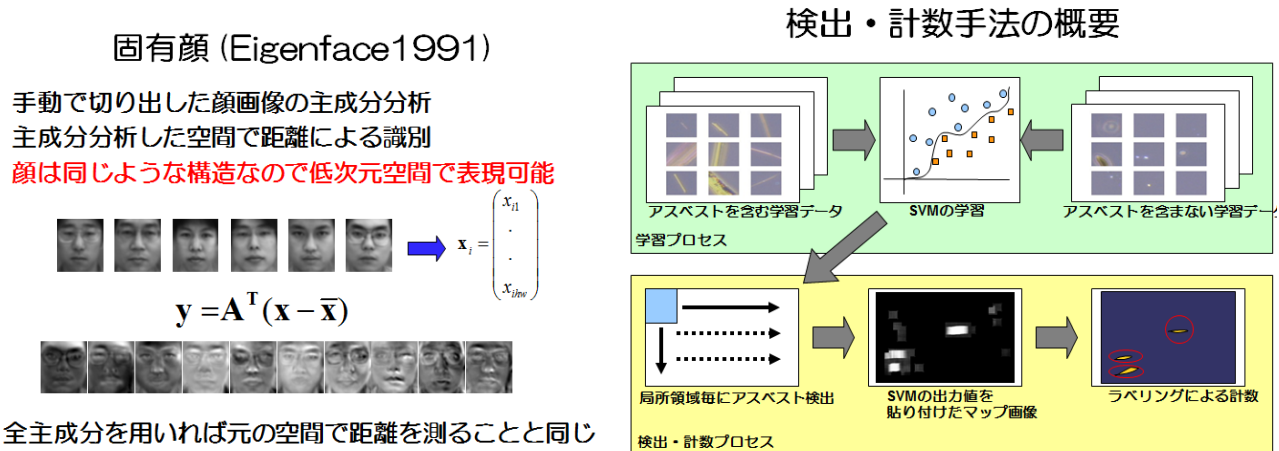 固有顔 (Eigenface1991)
手動で切り出した顔画像の主成分分析
主成分分析した空間で距離による識別
顔は同じような構造なので低次元空間で表現可能
x_i = (x_{i1} . . x_{ihw})
y =A^T(x − x̄)
全主成分を用いれば元の空間で距離を測ることと同じ
検出・計数手法の概要
アスベストを含む学習データ
SVMの学習
アスベストを含まない学習データ
学習プロセス
局所領域毎にアスベスト検出
SVMの出力値を
貼り付けたマップ画像
ラベリングによる計数
検出・計数プロセス